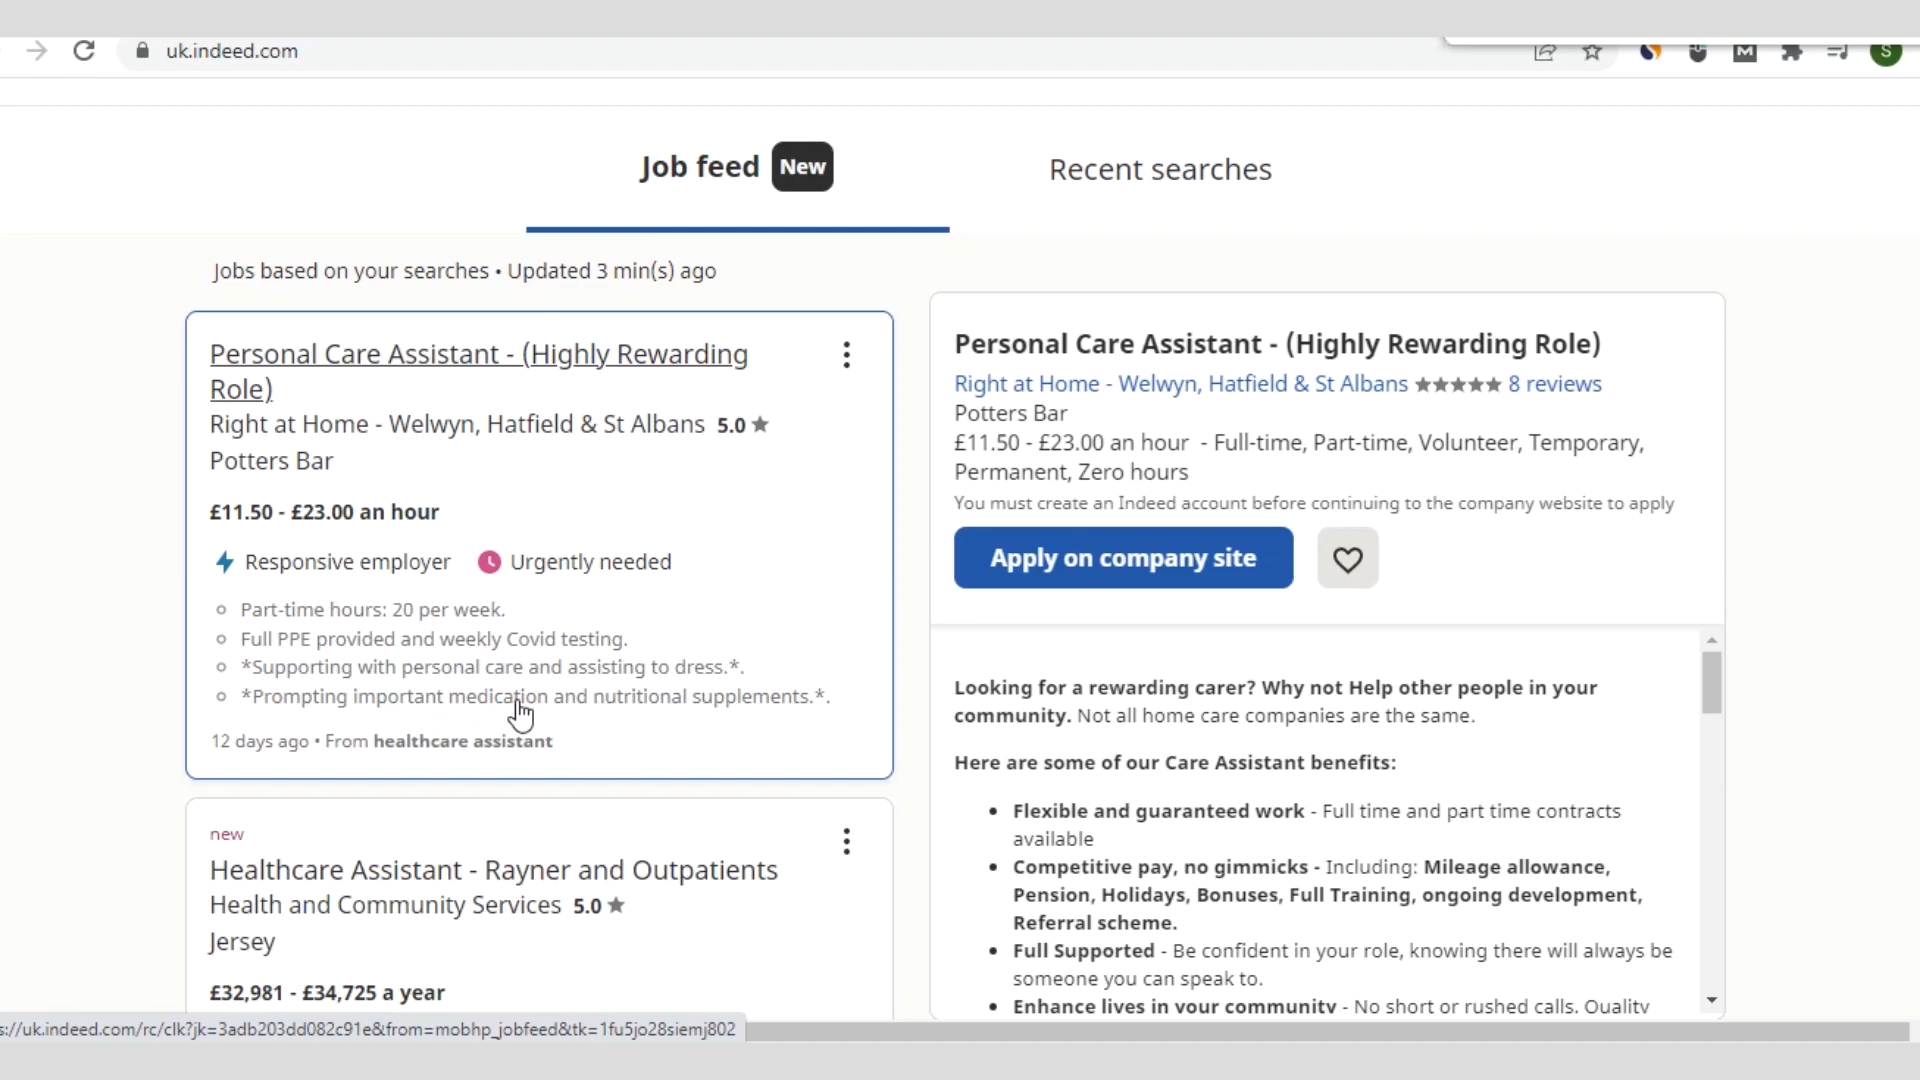 uk.indeed.com
M
S
Job feed New
Recent searches
Jobs based on your searches • Updated 3 min(s) ago
Personal Care Assistant - (Highly Rewarding
Role)
Right at Home - Welwyn, Hatfield & St Albans 5.0
Potters Bar
£11.50 - £23.00 an hour
Responsive employer Urgently needed
Part-time hours: 20 per week.
Full PPE provided and weekly Covid testing.
*Supporting with personal care and assisting to dress.*.
*Prompting important medication and nutritional supplements.*.
12 days ago • From healthcare assistant
new
Healthcare Assistant - Rayner and Outpatients
Health and Community Services 5.0
Jersey
£32,981 - £34,725 a year
s://uk.indeed.com/rc/clk?jk=3adb203dd082c91e&from=mobhp_jobfeed&tk=1fu5jo28siemj802
Personal Care Assistant - (Highly Rewarding Role)
Right at Home - Welwyn, Hatfield & St Albans ★★★★★ 8 reviews
Potters Bar
£11.50 - £23.00 an hour - Full-time, Part-time, Volunteer, Temporary,
Permanent, Zero hours
You must create an Indeed account before continuing to the company website to apply
Apply on company site
Looking for a rewarding carer? Why not Help other people in your
community. Not all home care companies are the same.
Here are some of our Care Assistant benefits:
• Flexible and guaranteed work - Full time and part time contracts
available
• Competitive pay, no gimmicks - Including: Mileage allowance,
Pension, Holidays, Bonuses, Full Training, ongoing development,
Referral scheme.
• Full Supported - Be confident in your role, knowing there will always be
someone you can speak to.
• Enhance lives in your community - No short or rushed calls. Quality